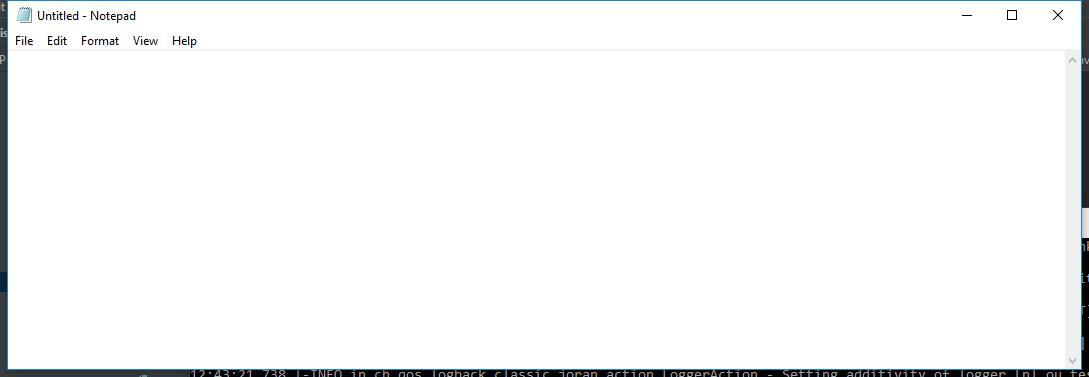 Untitled - Notepad
File Edit Format View Help
12:43:21,738 |-INFO in ch.qos.logback.classic.joran.action.LoggerAction - Setting additivity of logger [nl.ou.te